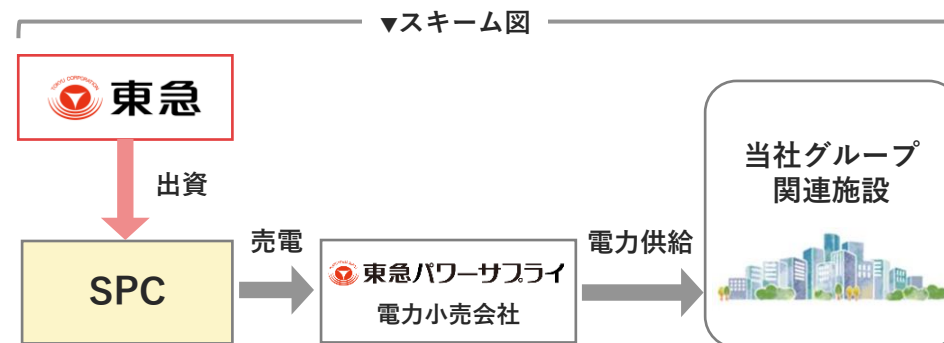 ▼スキーム図
TOKYU CORPORATION
東急
出資
SPC
売電
東急パワーサプライ
電力小売会社
電力供給
当社グループ
関連施設